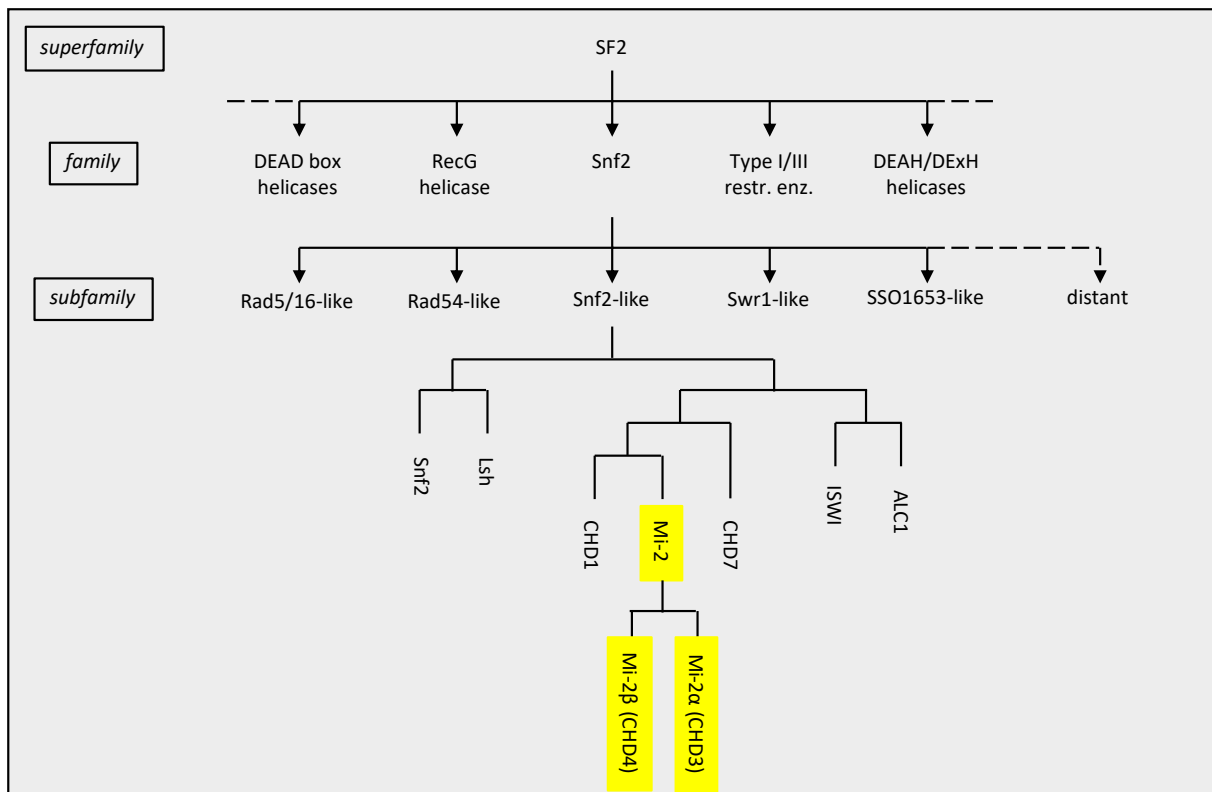 superfamily
SF2
family
DEAD box
helicases
RecG
helicase
Snf2
Type I/III
restr. enz.
DEAH/DExH
helicases
subfamily
Rad5/16-like
Rad54-like
Snf2-like
Swr1-like
SSO1653-like
distant
Snf2
Lsh
CHD1
Mi-2
CHD7
ISWI
ALC1
Mi-2β (CHD4)
Mi-2α (CHD3)